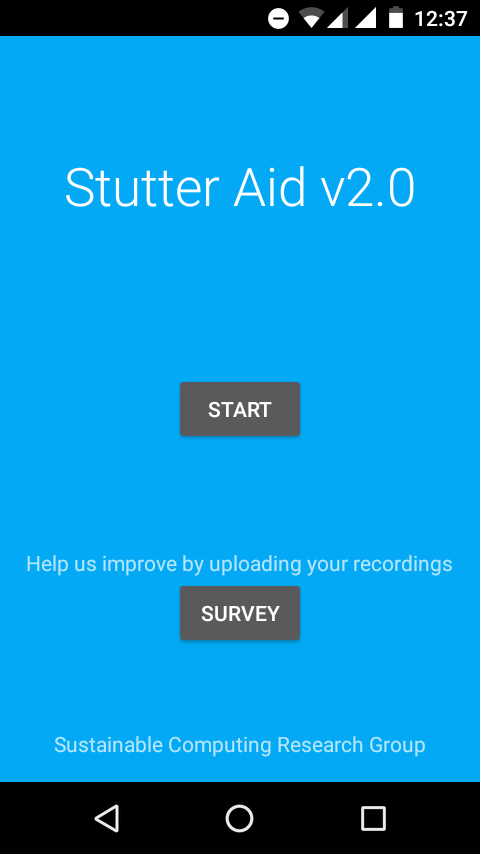 12:37
Stutter Aid v2.0
START
Help us improve by uploading your recordings
SURVEY
Sustainable Computing Research Group